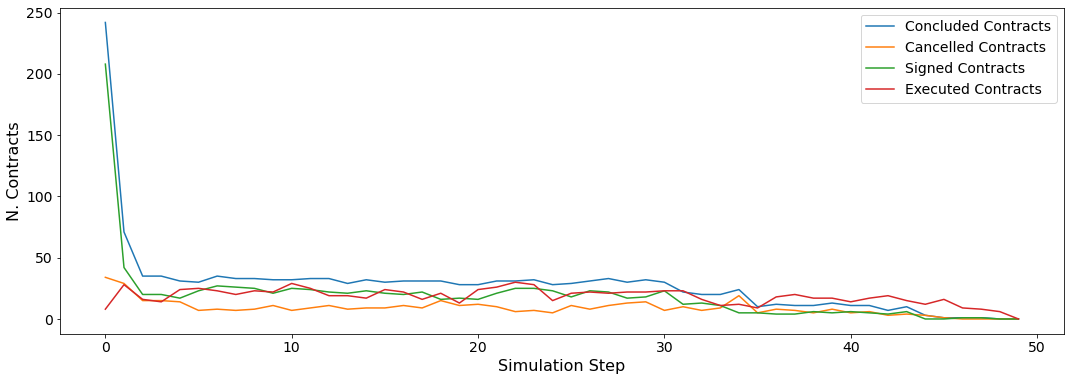 250
200
150
100
50
0
N. Contracts
0 10 20 30 40 50
Simulation Step
Concluded Contracts
Cancelled Contracts
Signed Contracts
Executed Contracts